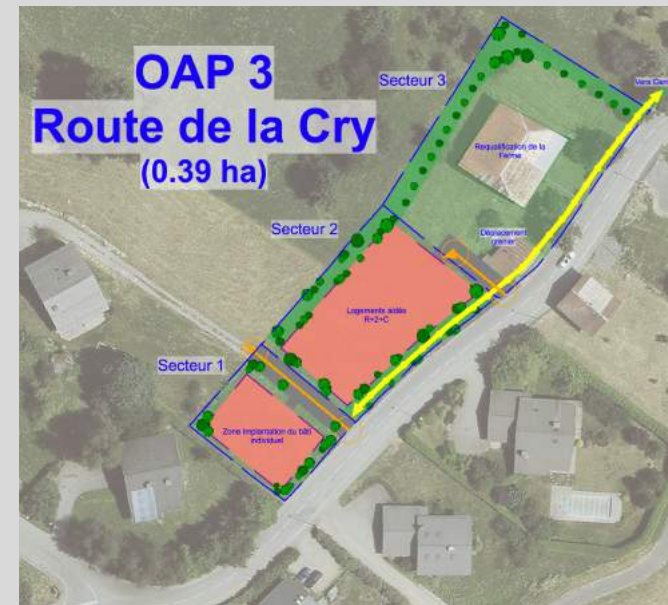 OAP 3
Route de la Cry
(0.39 ha)
Secteur 3
Requalification de la
Ferme
Secteur 2
Déplacement
grenier
Logements aidés
R+2+C
Secteur 1
Zone Implantation du bâti
individuel
Vers